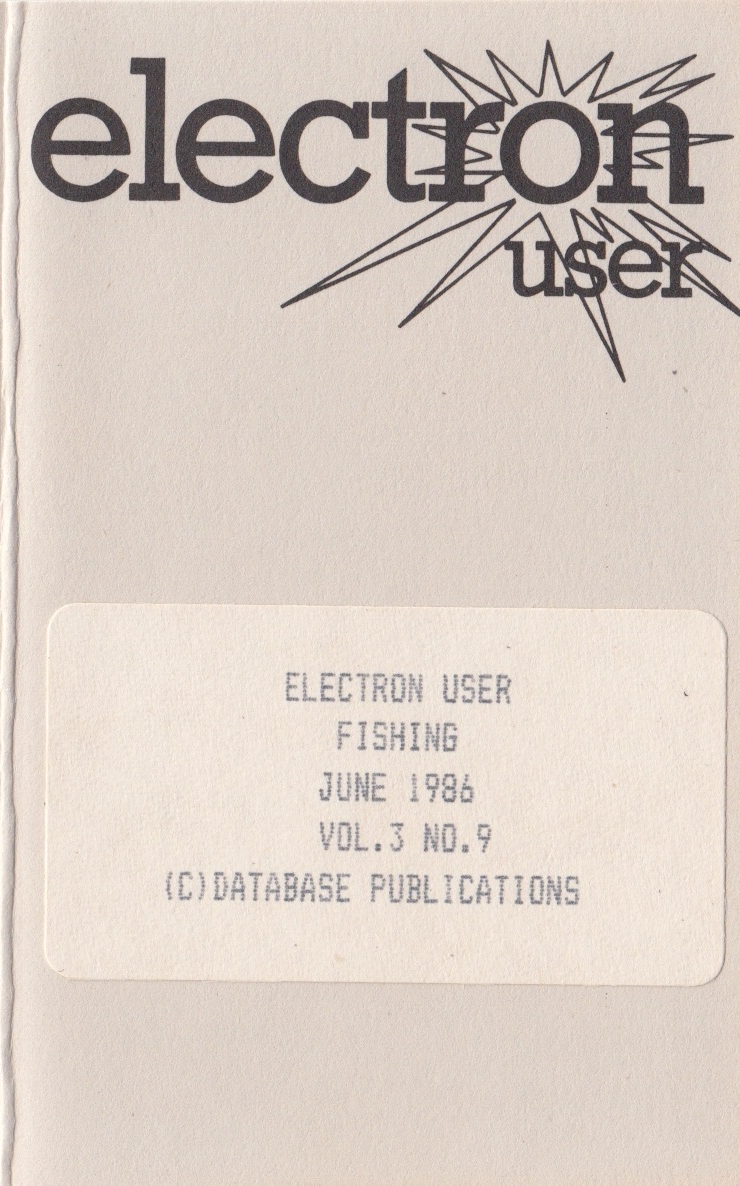 electron
user
ELECTRON USER
FISHING
JUNE 1986
VOL.3 NO.9
(C)DATABASE PUBLICATIONS